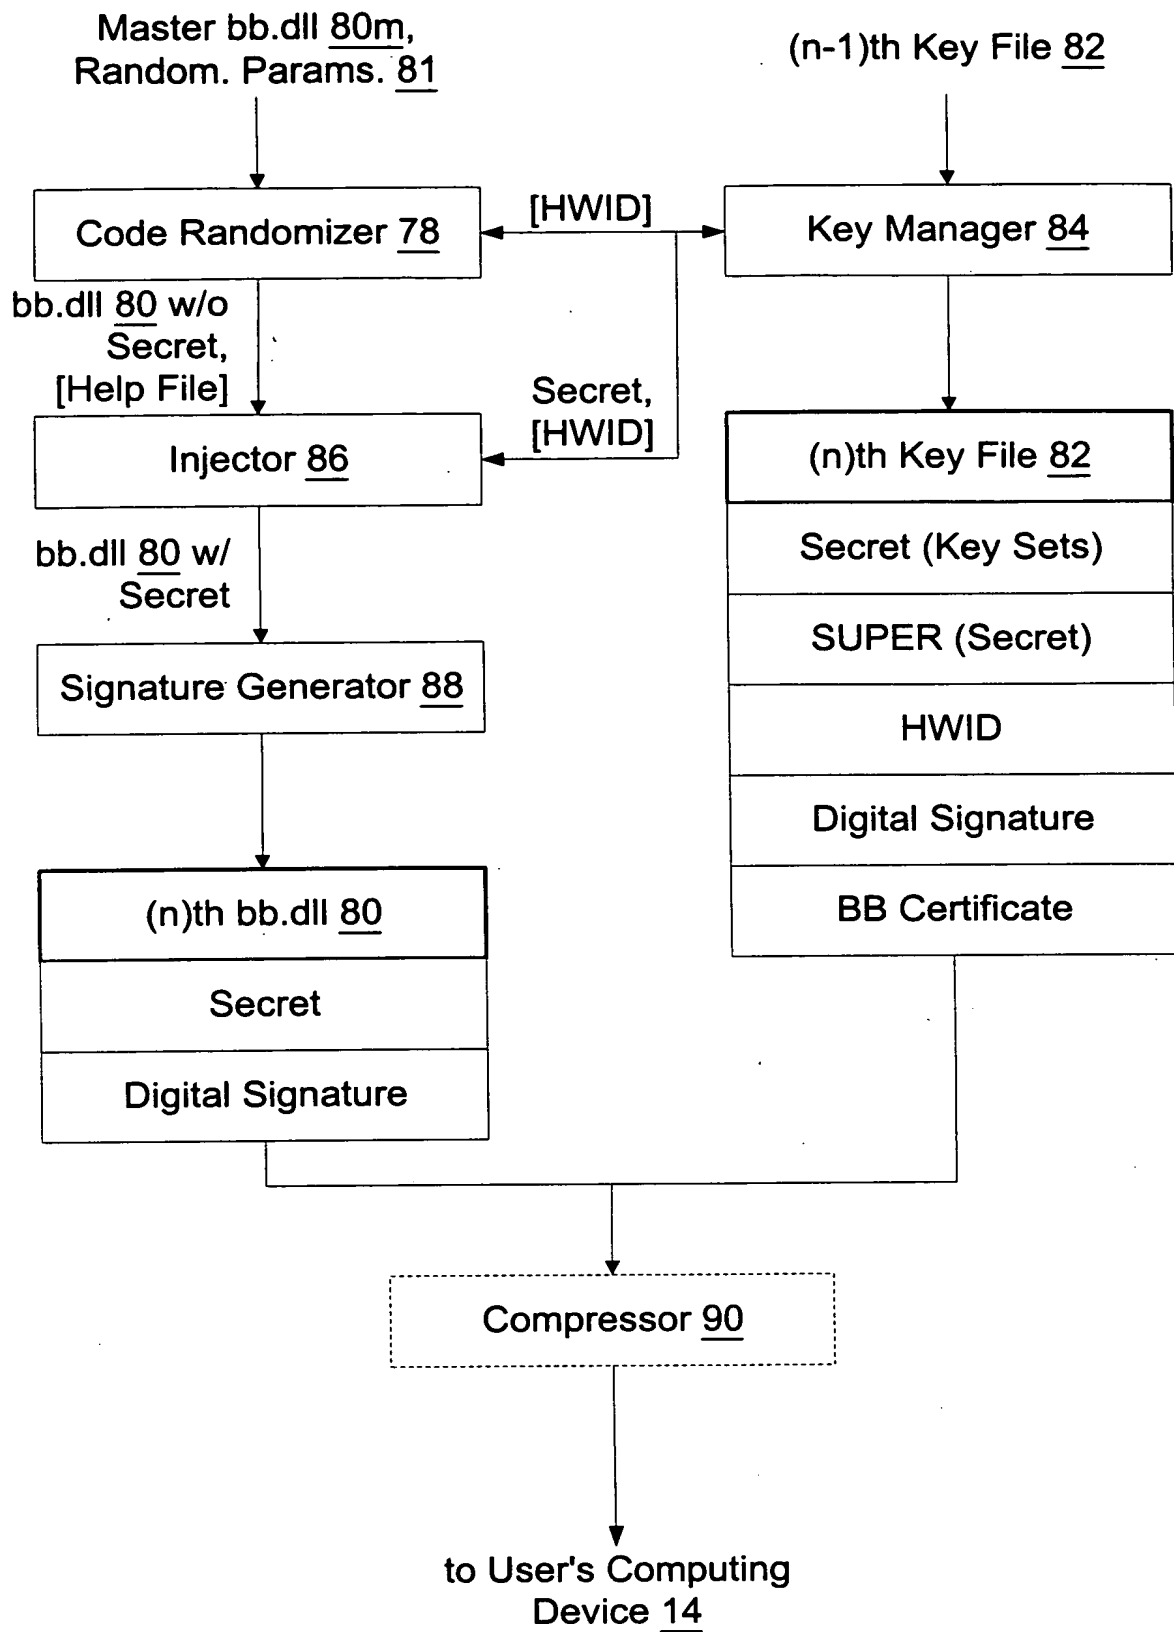 Master bb.dll 80m,
Random. Params. 81
(n-1)th Key File 82
Code Randomizer 78
[HWID]
Key Manager 84
bb.dll 80 w/o
Secret,
[Help File]
Secret,
[HWID]
Injector 86
(n)th Key File 82
Secret (Key Sets)
SUPER (Secret)
HWID
Digital Signature
BB Certificate
bb.dll 80 w/
Secret
Signature Generator 88
(n)th bb.dll 80
Secret
Digital Signature
Compressor 90
to User's Computing
Device 14